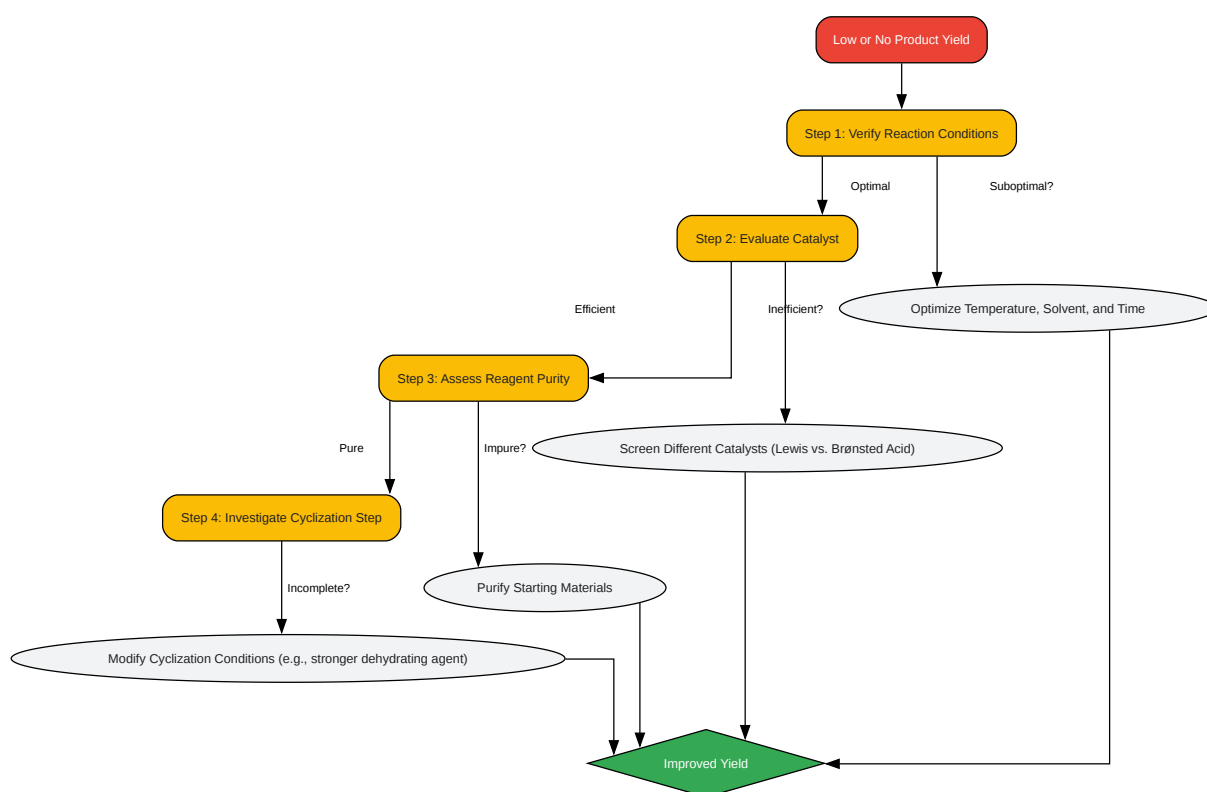 Low or No Product Yield
Step 1: Verify Reaction Conditions
Optimal
Suboptimal?
Step 2: Evaluate Catalyst
Optimize Temperature, Solvent, and Time
Efficient
Inefficient?
Step 3: Assess Reagent Purity
Pure
Impure?
Screen Different Catalysts (Lewis vs. Brønsted Acid)
Step 4: Investigate Cyclization Step
Incomplete?
Purify Starting Materials
Modify Cyclization Conditions (e.g., stronger dehydrating agent)
Improved Yield